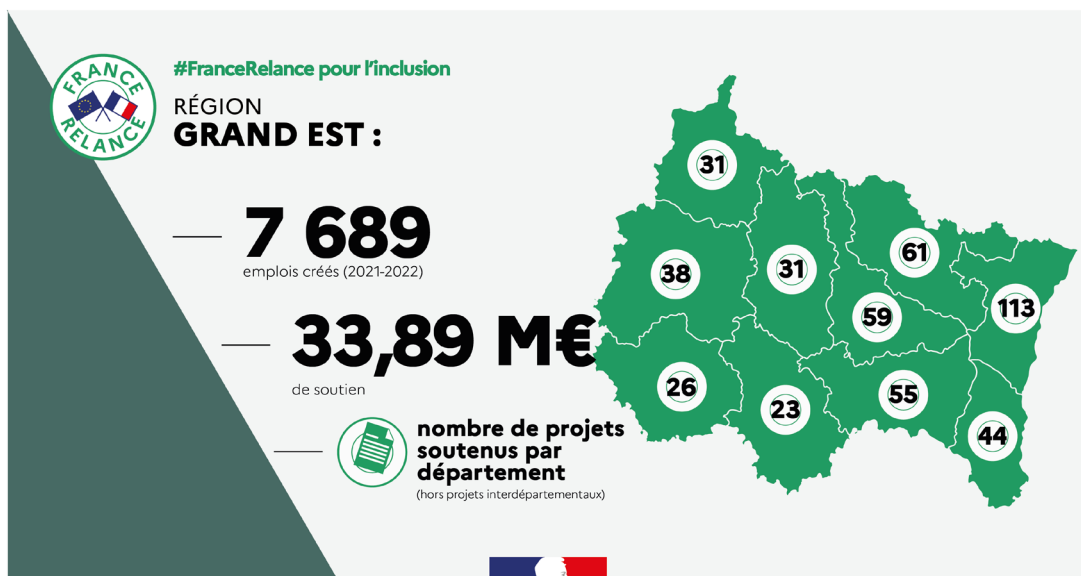 FRANCE
RELANCE
#FranceRelance pour l'inclusion
RÉGION
GRAND EST :
7 689
emplois créés (2021-2022)
33,89 M€
de soutien
nombre de projets
soutenus par
département
(hors projets interdépartementaux)
31
38
31
61
113
59
26
23
55
44